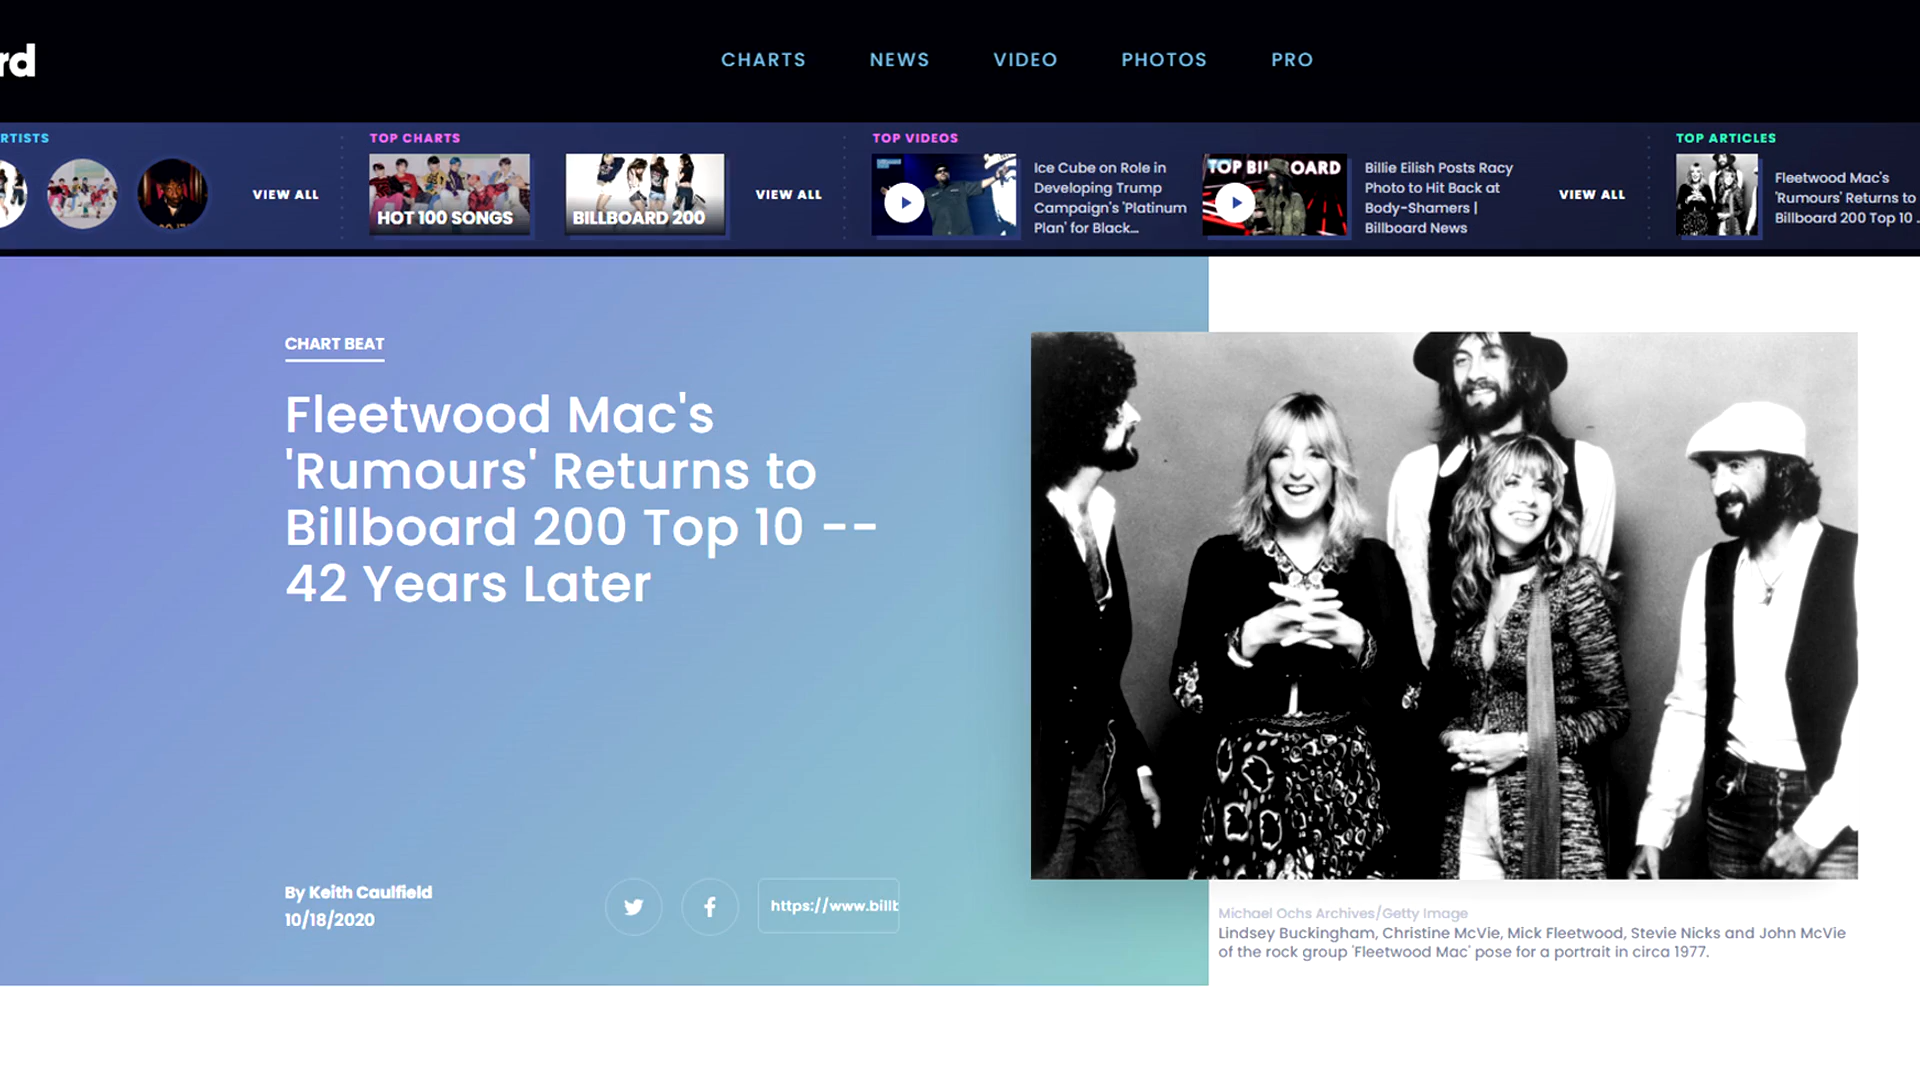 rd
CHARTS
NEWS
VIDEO
PHOTOS
PRO
RTISTS
VIEW ALL
TOP CHARTS
HOT 100 SONGS
BILLBOARD 200
VIEW ALL
TOP VIDEOS
Ice Cube on Role in
Developing Trump
Campaign's 'Platinum
Plan' for Black...
TOP BILLBOARD
Billie Eilish Posts Racy
Photo to Hit Back at
Body-Shamers |
Billboard News
VIEW ALL
TOP ARTICLES
Fleetwood Mac's
'Rumours' Returns to
Billboard 200 Top 10 ..
CHART BEAT
Fleetwood Mac's
'Rumours' Returns to
Billboard 200 Top 10 --
42 Years Later
By Keith Caulfield
10/18/2020
https://www.billb
Michael Ochs Archives/Getty Image
Lindsey Buckingham, Christine McVie, Mick Fleetwood, Stevie Nicks and John McVie
of the rock group 'Fleetwood Mac' pose for a portrait in circa 1977.